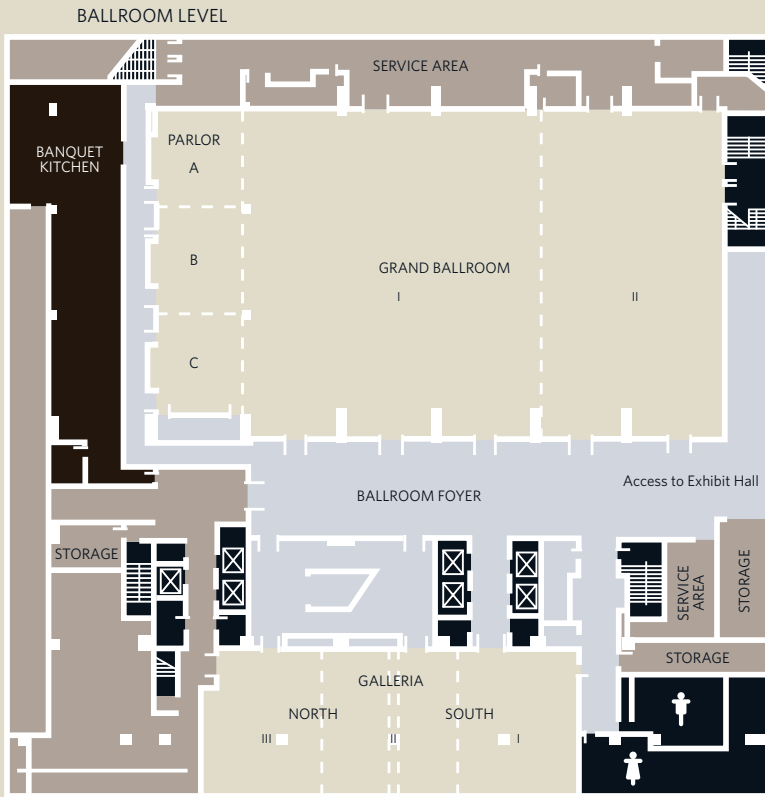 BALLROOM LEVEL
SERVICE AREA
PARLOR
A
BANQUET
KITCHEN
B
GRAND BALLROOM
I
II
C
Access to Exhibit Hall
BALLROOM FOYER
STORAGE
SERVICE
AREA
STORAGE
STORAGE
GALLERIA
NORTH
SOUTH
III
II
I